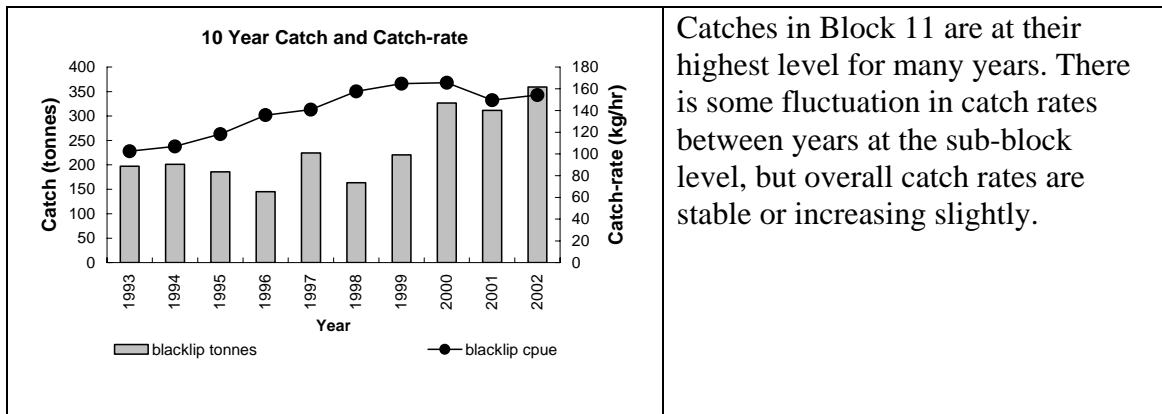 10 Year Catch and Catch-rate
400
350
300
250
200
150
100
50
0
Catch (tonnes)
180
160
140
120
100
80
60
40
20
0
Catch-rate (kg/hr)
1993
1994
1995
1996
1997
1998
1999
2000
2001
2002
Year
blacklip tonnes
blacklip cpue
Catches in Block 11 are at their
highest level for many years. There
is some fluctuation in catch rates
between years at the sub-block
level, but overall catch rates are
stable or increasing slightly.